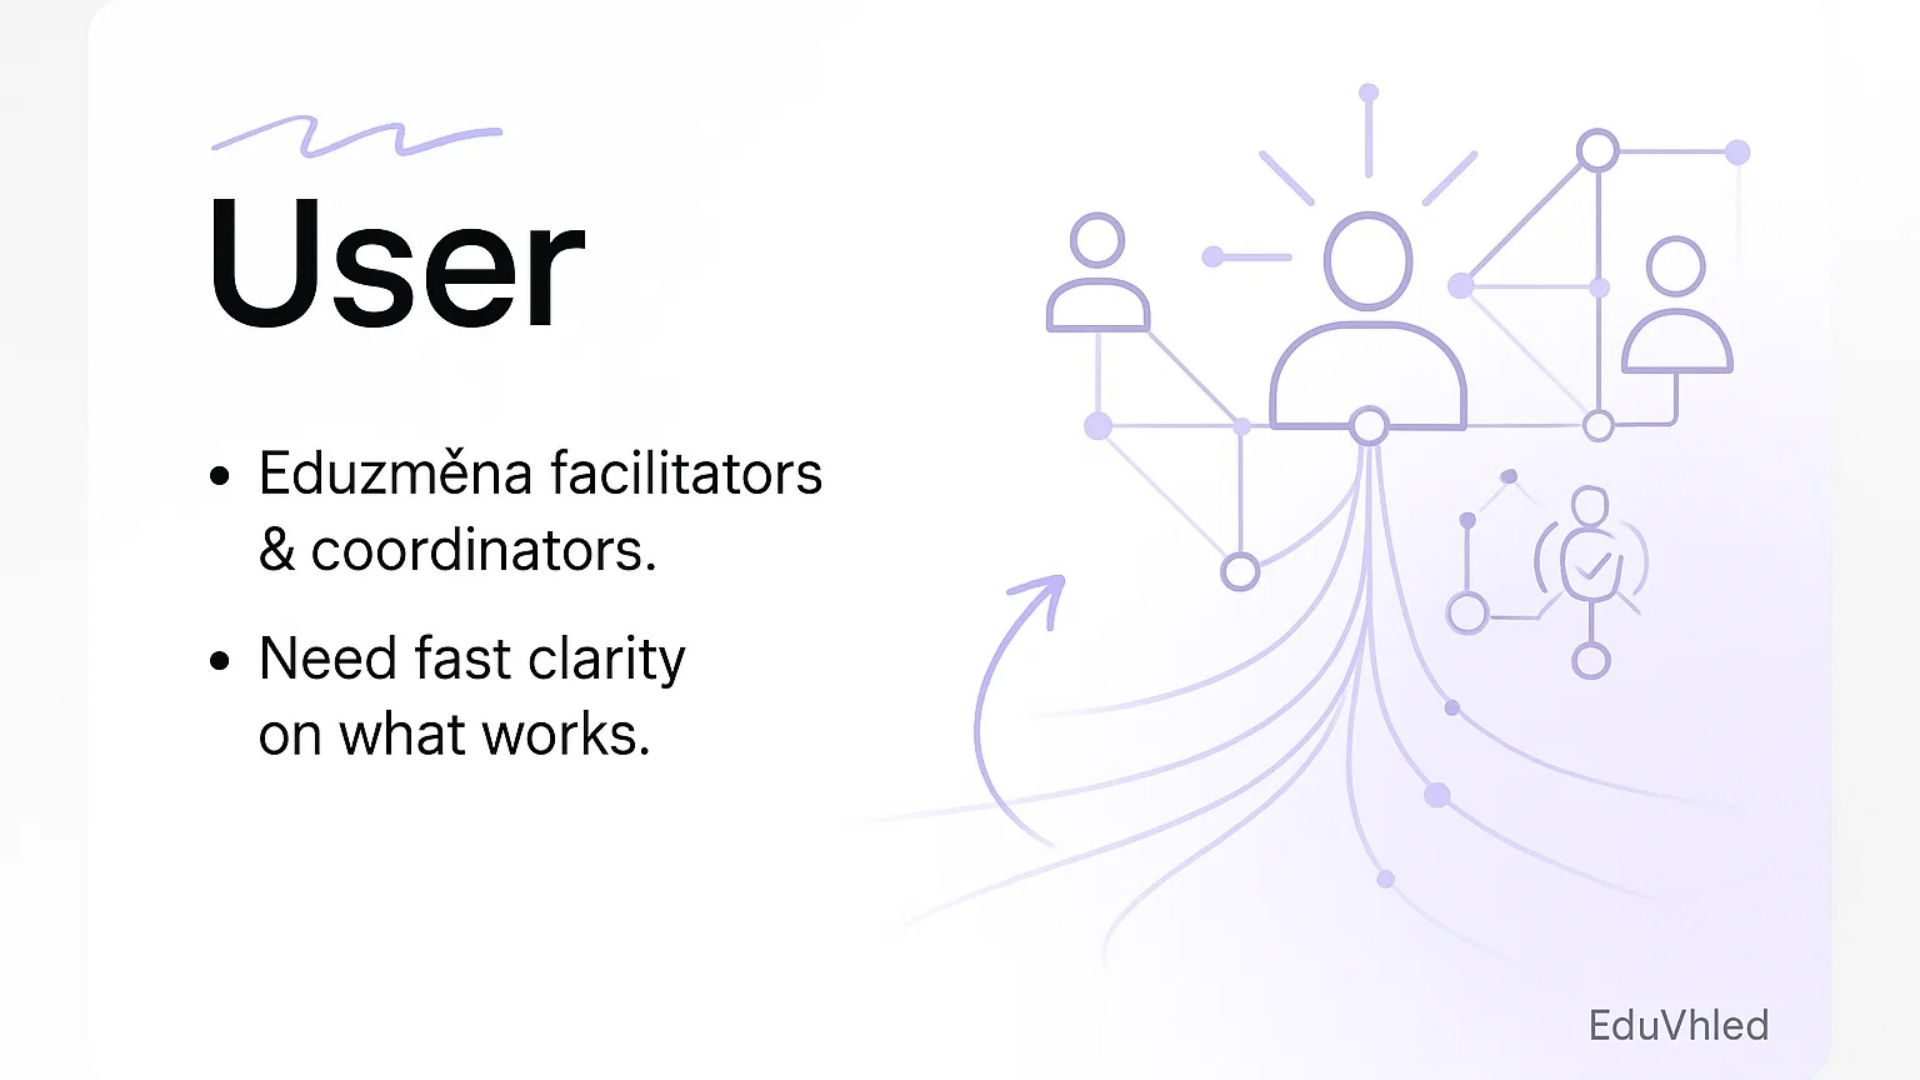 User
• Eduzměna facilitators
& coordinators.
• Need fast clarity
on what works.
EduVhled